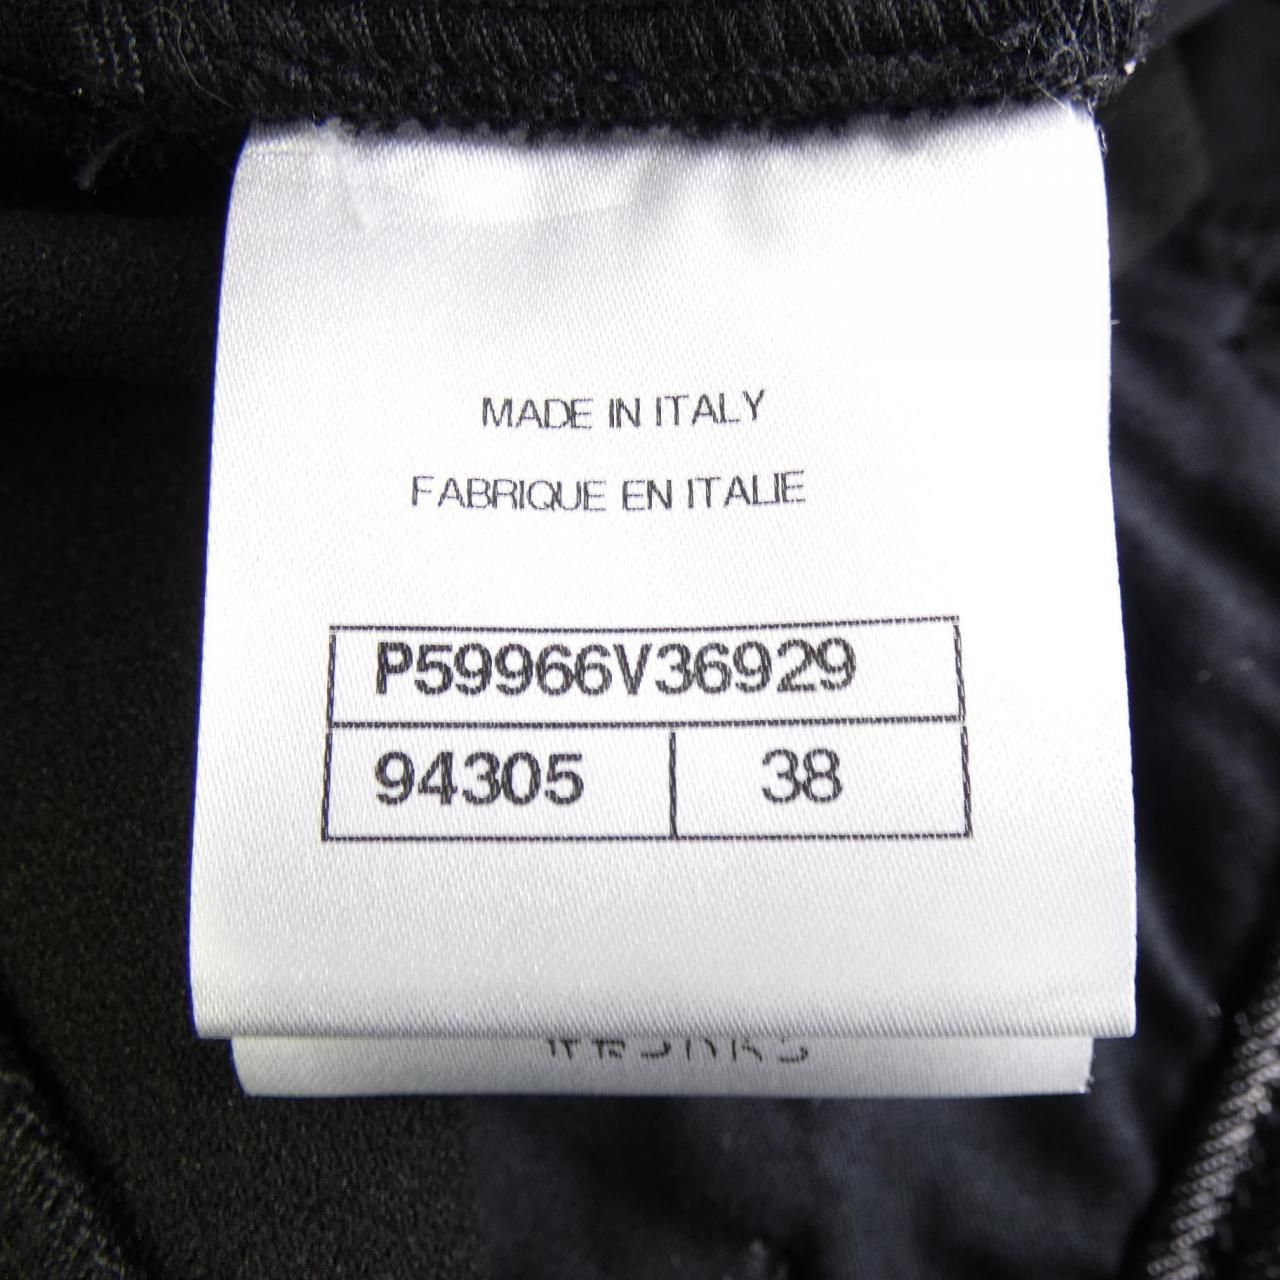 MADE IN ITALY
FABRIQUE EN ITALIE
P59966V36929
94305 38